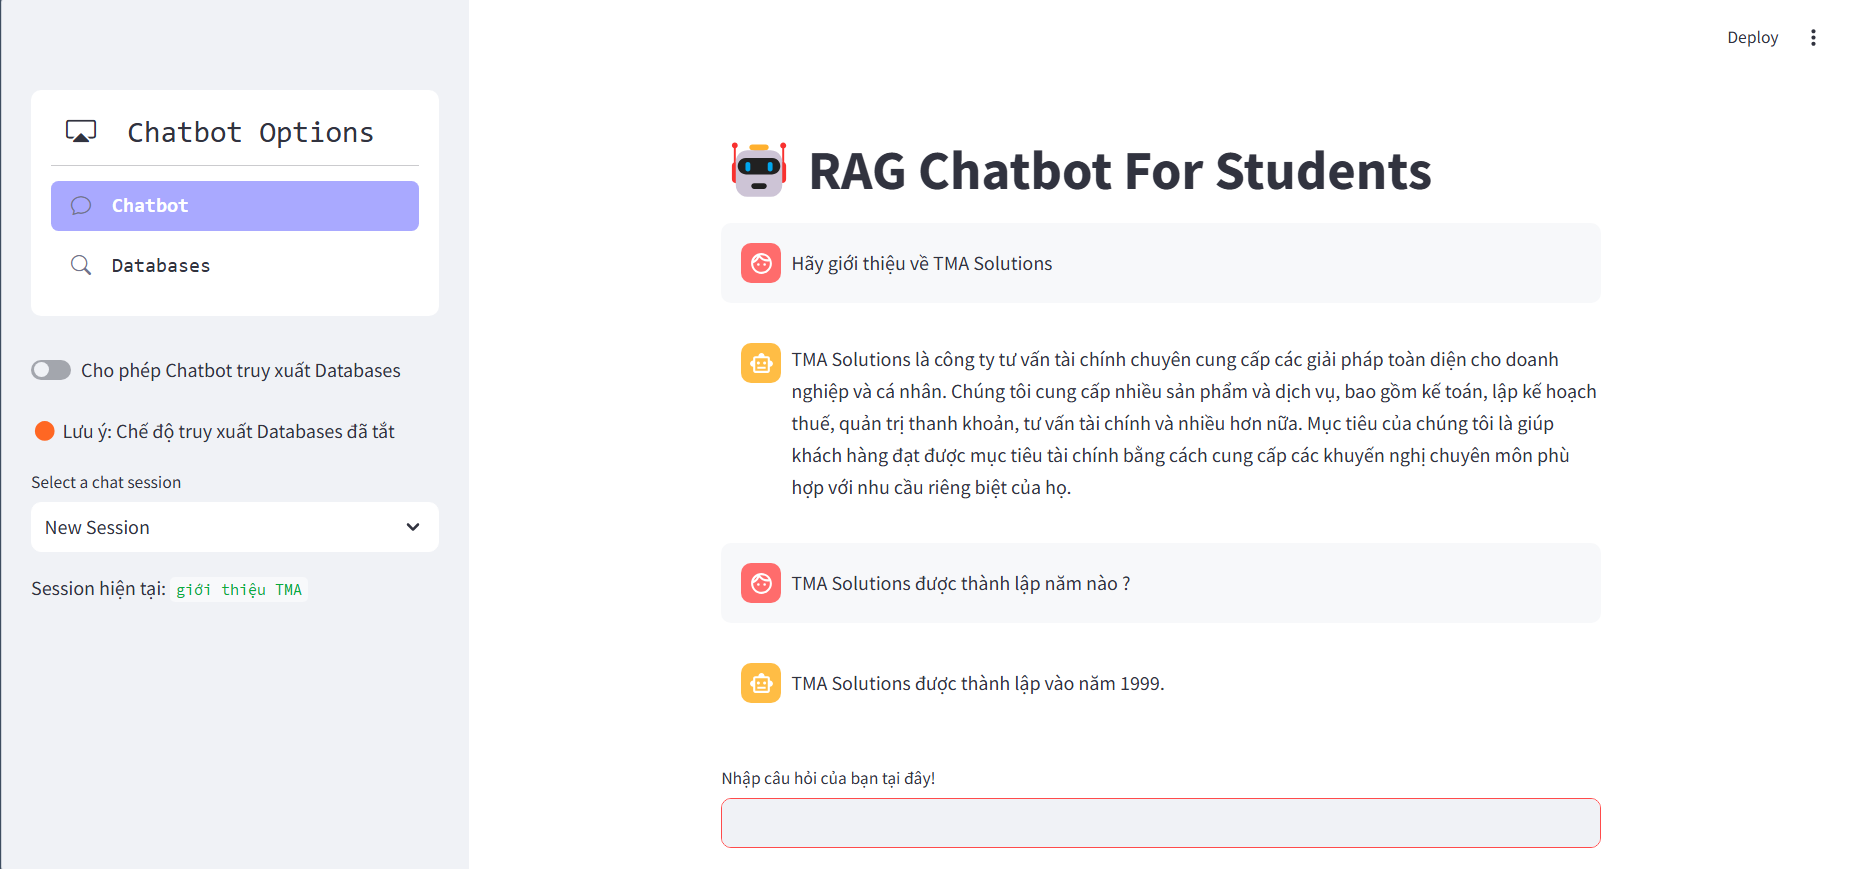 Deploy
Chatbot Options
Chatbot
Databases
Cho phép Chatbot truy xuất Databases
Lưu ý: Chế độ truy xuất Databases đã tắt
Select a chat session
New Session
Session hiện tại: giới thiệu TMA
RAG Chatbot For Students
Hãy giới thiệu về TMA Solutions
TMA Solutions là công ty tư vấn tài chính chuyên cung cấp các giải pháp toàn diện cho doanh
nghiệp và cá nhân. Chúng tôi cung cấp nhiều sản phẩm và dịch vụ, bao gồm kế toán, lập kế hoạch
thuế, quản trị thanh khoản, tư vấn tài chính và nhiều hơn nữa. Mục tiêu của chúng tôi là giúp
khách hàng đạt được mục tiêu tài chính bằng cách cung cấp các khuyến nghị chuyên môn phù
hợp với nhu cầu riêng biệt của họ.
TMA Solutions được thành lập năm nào ?
TMA Solutions được thành lập vào năm 1999.
Nhập câu hỏi của bạn tại đây!